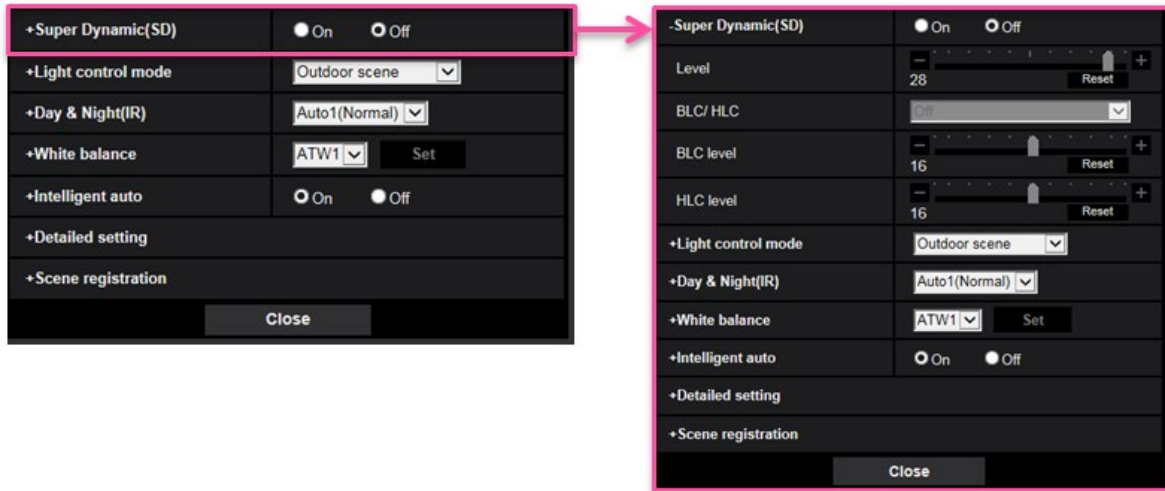 +Super Dynamic(SD) On Off
+Light control mode Outdoor scene
+Day & Night(IR) Auto1(Normal)
+White balance ATW1 Set
+Intelligent auto On Off
+Detailed setting
+Scene registration
Close
-Super Dynamic(SD) On Off
Level - +
28 Reset
BLC/ HLC Off
BLC level - +
16 Reset
HLC level - +
16 Reset
+Light control mode Outdoor scene
+Day & Night(IR) Auto1(Normal)
+White balance ATW1 Set
+Intelligent auto On Off
+Detailed setting
+Scene registration
Close